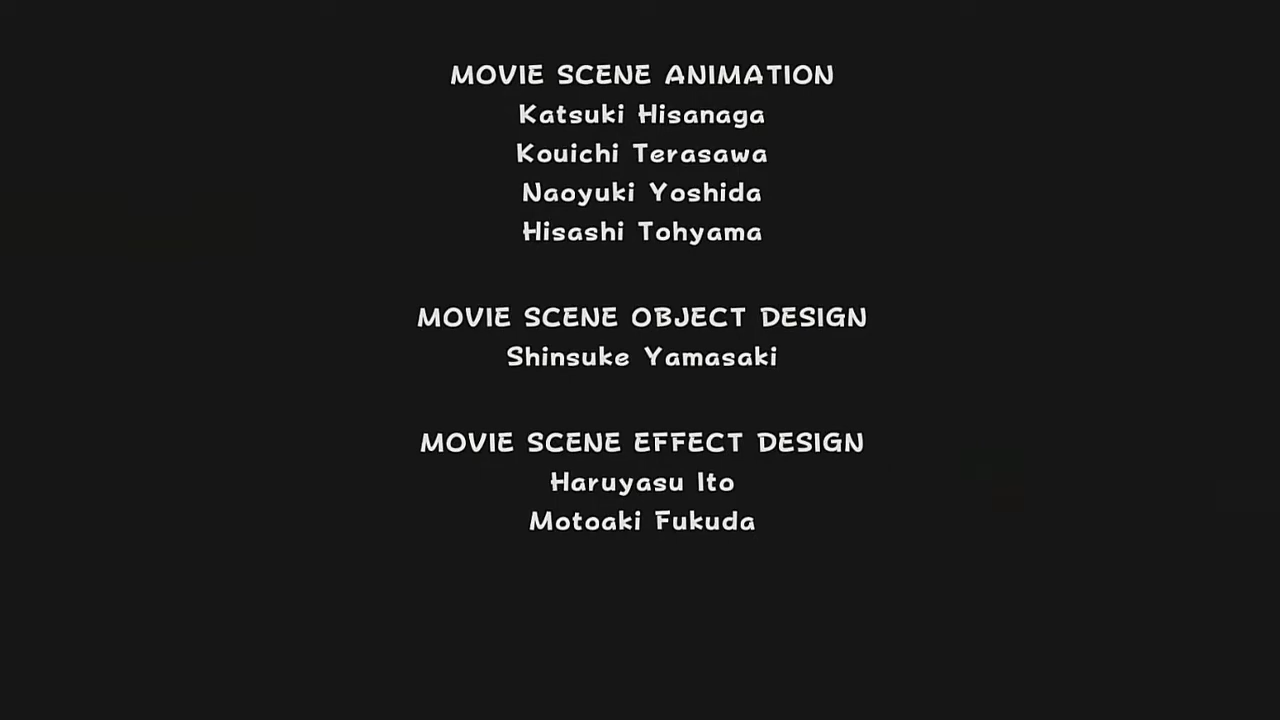 MOVIE SCENE ANIMATION
Katsuki Hisanaga
Kouichi Terasawa
Naoyuki Yoshida
Hisashi Tohyama
MOVIE SCENE OBJECT DESIGN
Shinsuke Yamasaki
MOVIE SCENE EFFECT DESIGN
Haruyasu Ito
Motoaki Fukuda